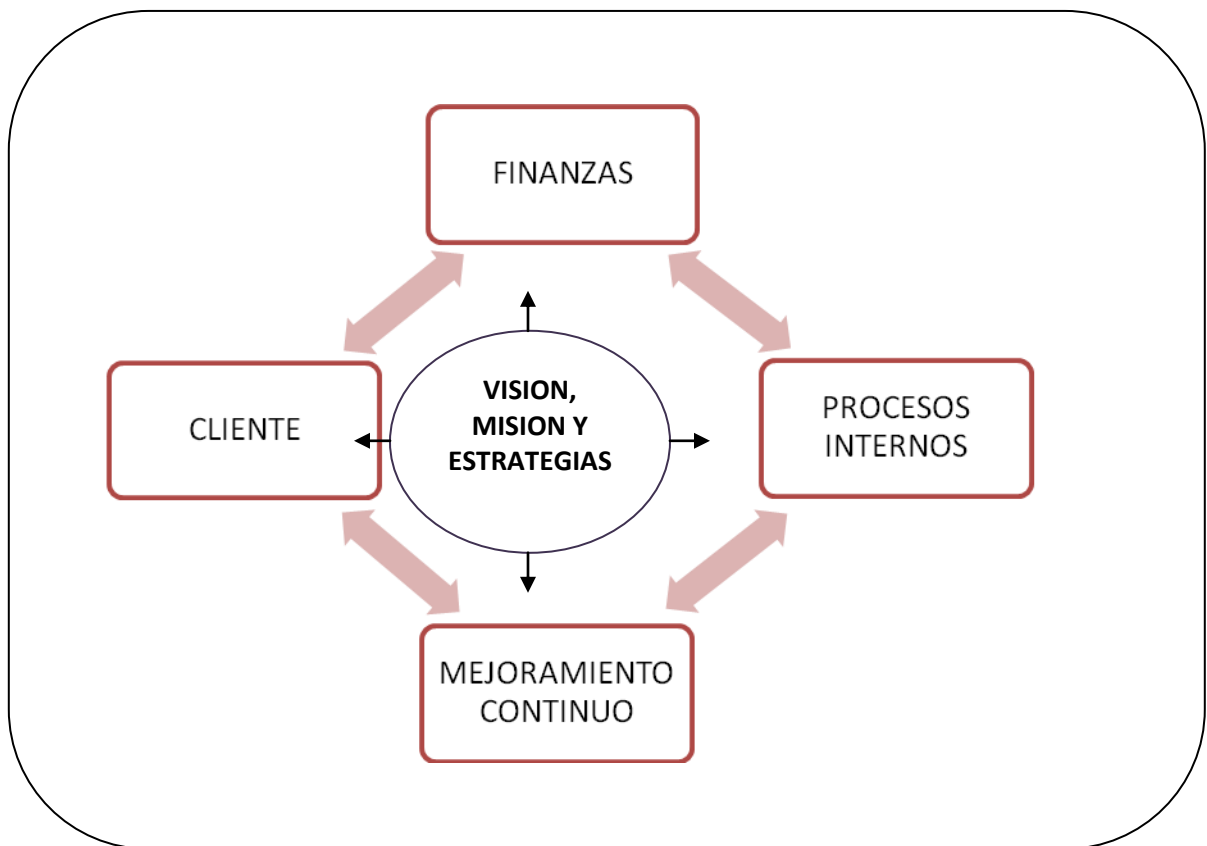 FINANZAS
CLIENTE
VISION,
MISION Y
ESTRATEGIAS
PROCESOS
INTERNOS
MEJORAMIENTO
CONTINUO